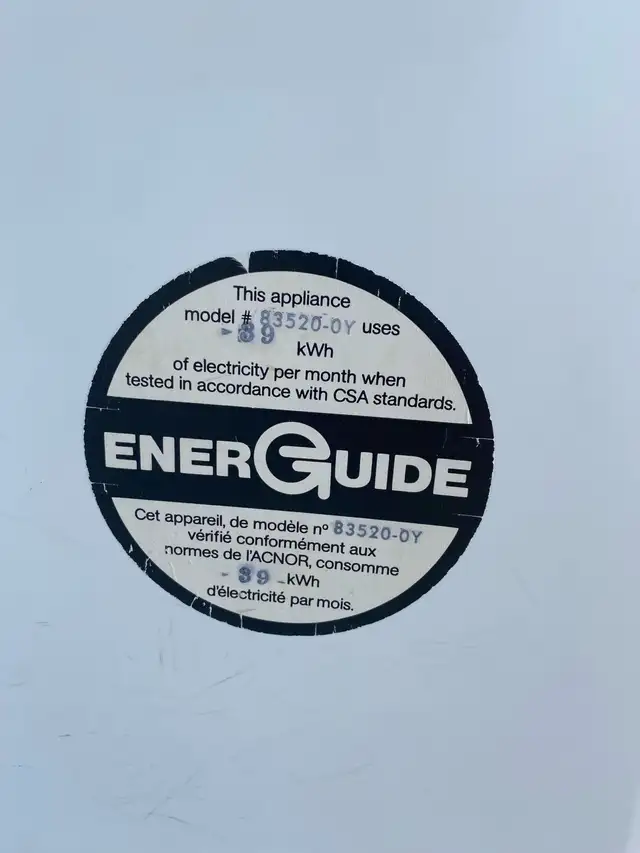 This appliance
model # 83520-0Y uses
- 89 kWh
of electricity per month when
tested in accordance with CSA standards.
ENERGUIDE
Cet appareil, de modèle nº 83520-0Y
vérifié conformément aux
normes de l'ACNOR, consomme
- 89 - kWh
d'électricité par mois.